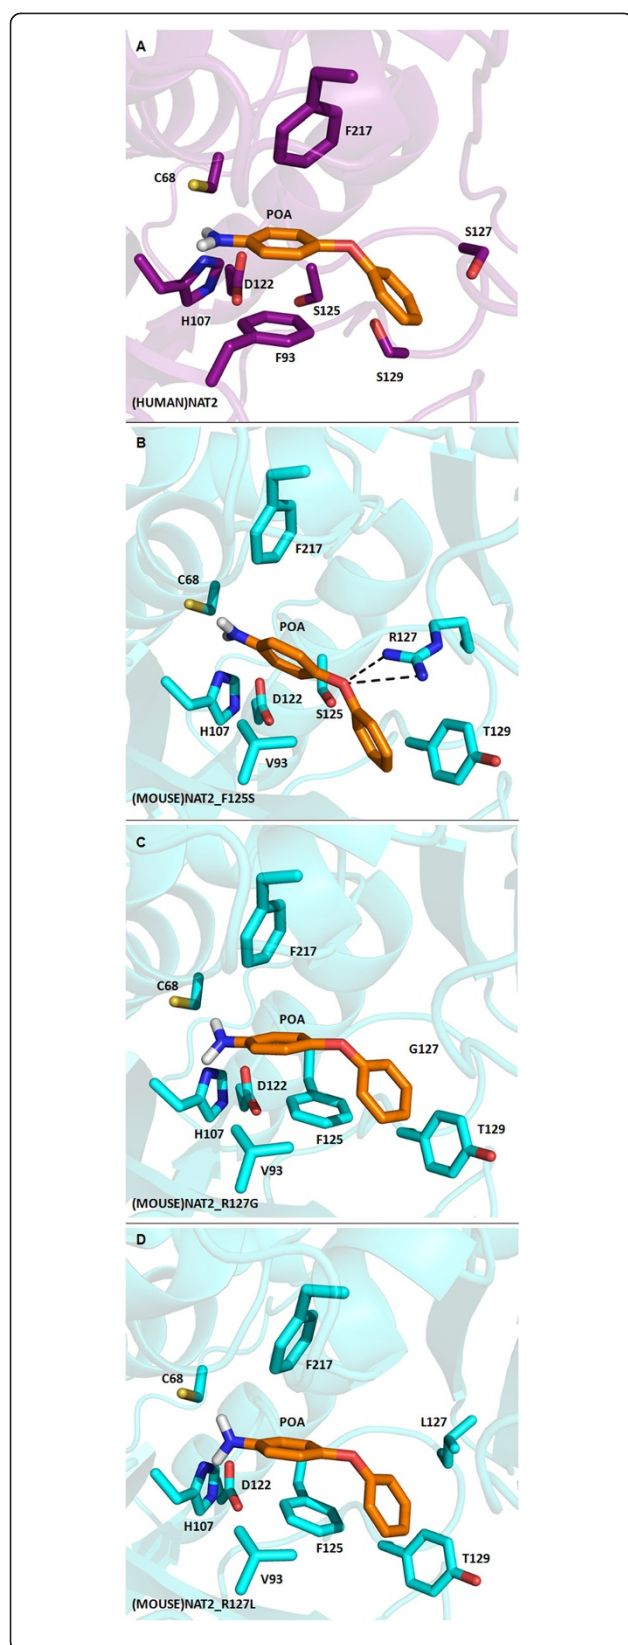 A
F217
C68
POA
S127
D122
S125
H107
F93
S129
(HUMAN)NAT2
B
F217
C68
POA
R127
D122
S125
H107
T129
V93
(MOUSE)NAT2_F125S
C
F217
C68
POA
G127
D122
F125
H107
T129
V93
(MOUSE)NAT2_R127G
D
F217
C68
POA
L127
D122
H107
F125
T129
V93
(MOUSE)NAT2_R127L